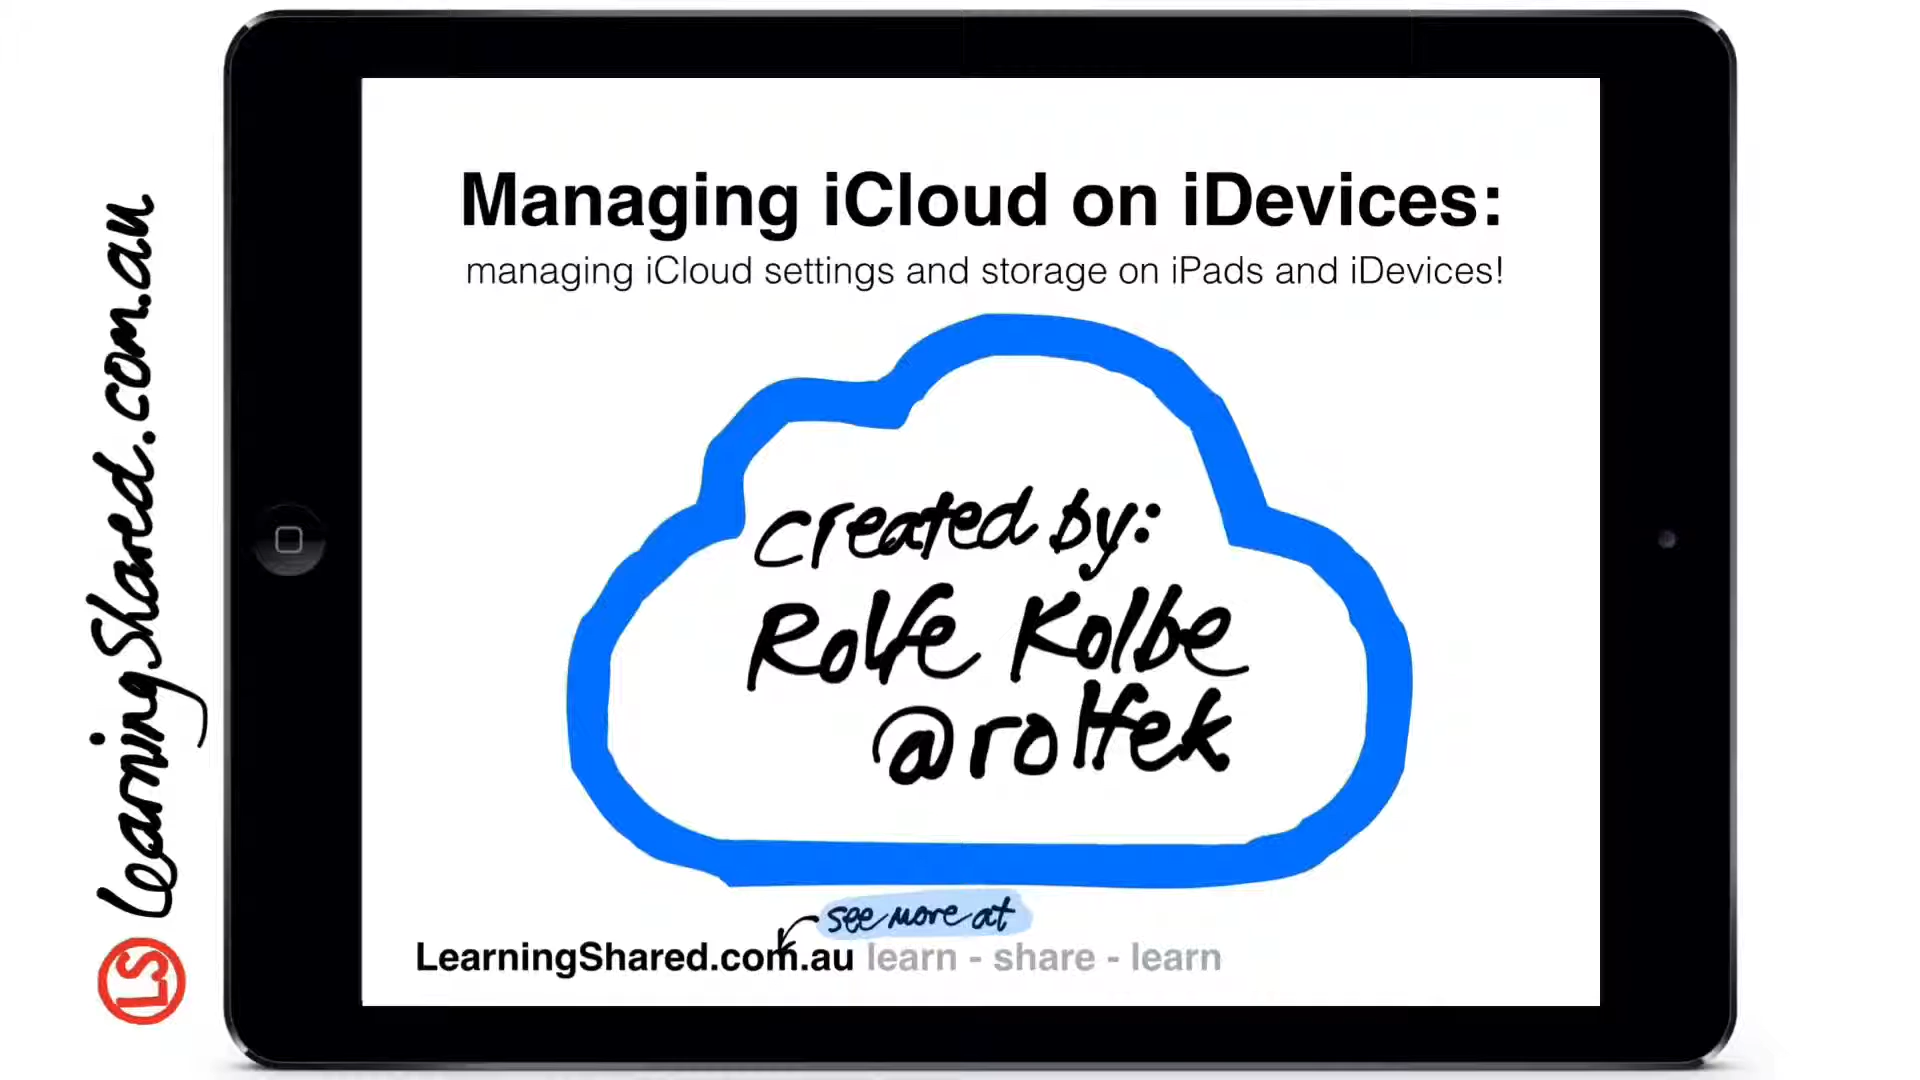 Managing iCloud on iDevices:
managing iCloud settings and storage on iPads and iDevices!
created by:
Rolfe Kolbe
@rolfek
see more at
LearningShared.com.au learn - share - learn
LearningShared.com.au
LS